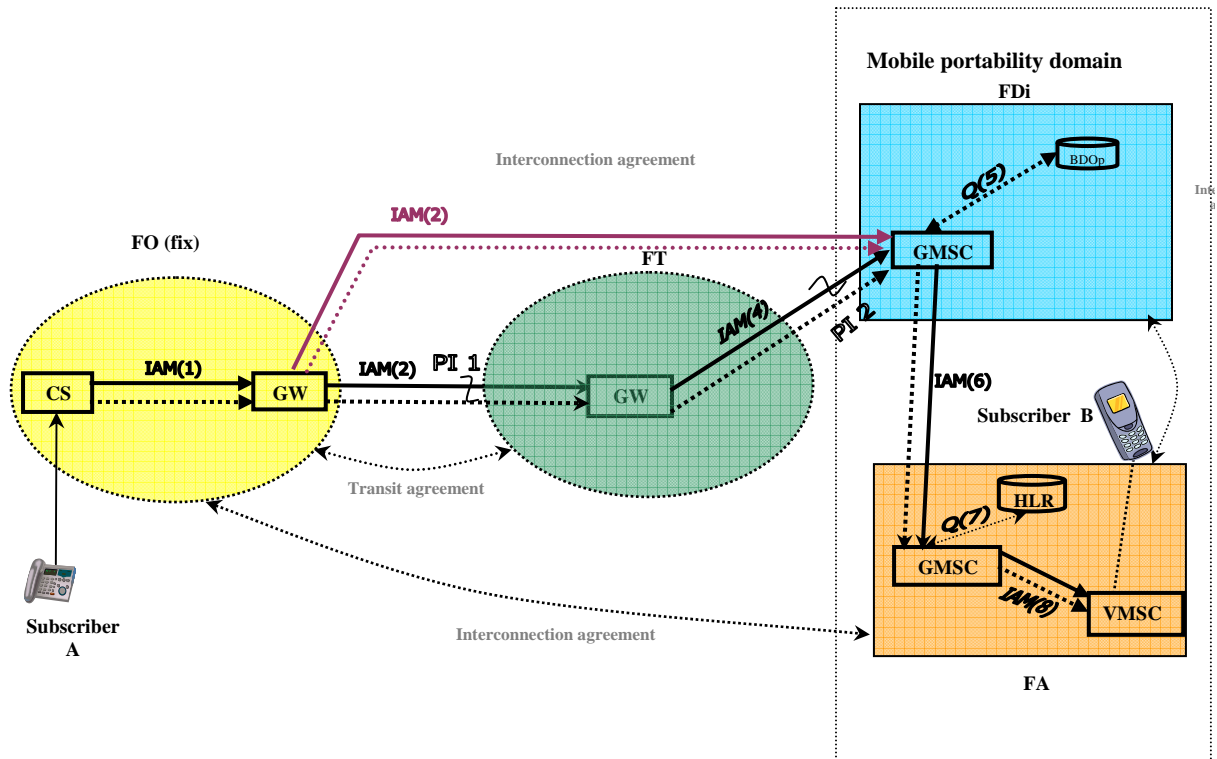 Mobile portability domain
FDi
BDOp
Q(5)
Interconnection agreement
IAM(2)
FO (fix)
FT
GMSC
PI 2
IAM(4)
IAM(1)
IAM(2)
PI 1
CS
GW
GW
IAM(6)
Subscriber B
Transit agreement
HLR
Q(7)
GMSC
IAM(8)
VMSC
Subscriber
A
Interconnection agreement
FA